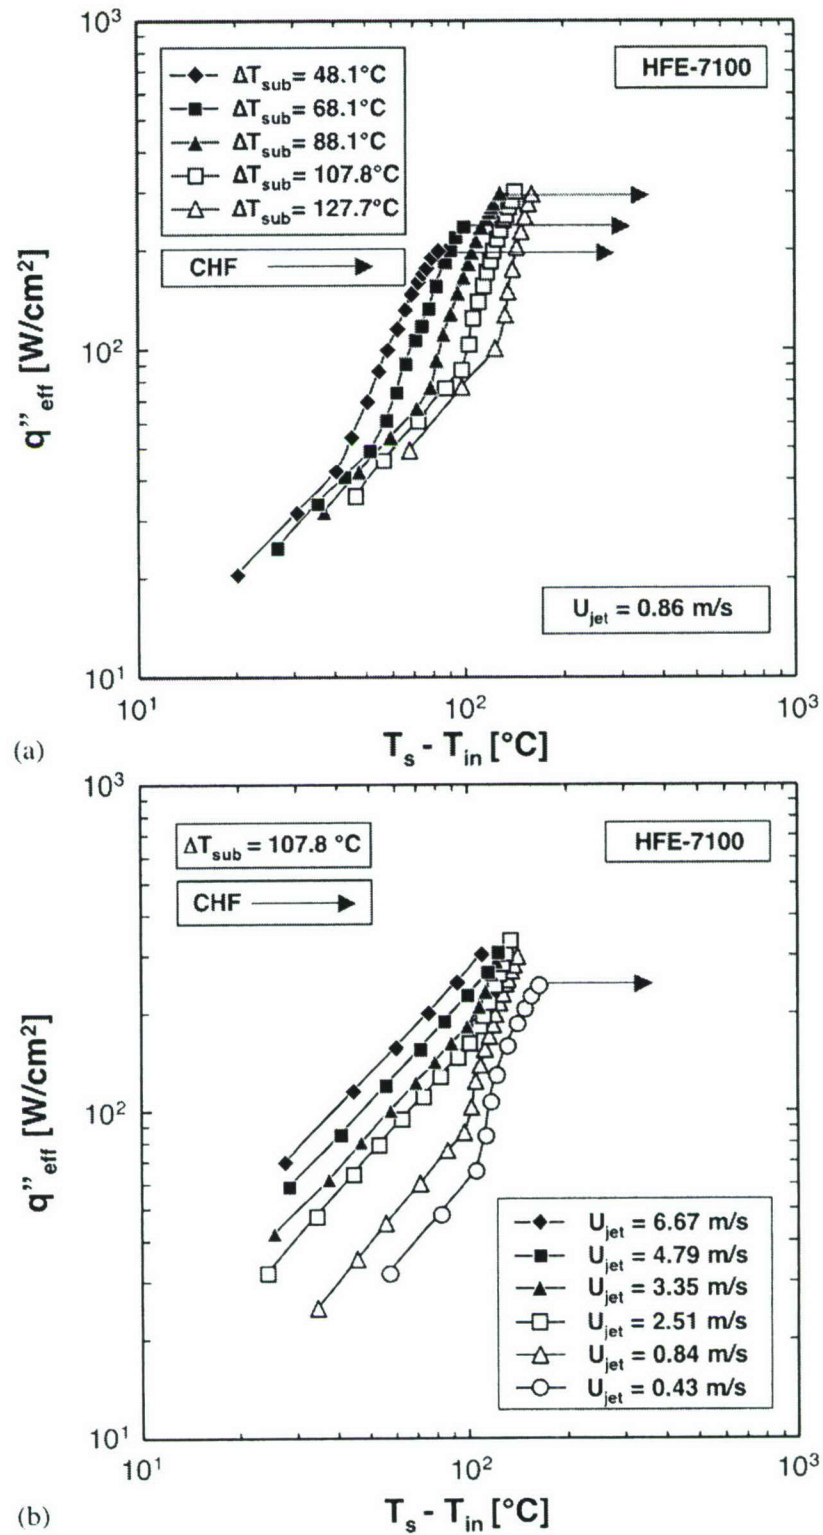 10³
ΔTsub= 48.1°C
ΔTsub= 68.1°C
ΔTsub= 88.1°C
ΔTsub= 107.8°C
ΔTsub= 127.7°C
HFE-7100
CHF
10²
q”eff [W/cm²]
Ujet = 0.86 m/s
10¹
10¹ 10² 10³
(a)
Ts - Tin [°C]
10³
ΔTsub = 107.8 °C
HFE-7100
CHF
10²
q”eff [W/cm²]
Ujet = 6.67 m/s
Ujet = 4.79 m/s
Ujet = 3.35 m/s
Ujet = 2.51 m/s
Ujet = 0.84 m/s
Ujet = 0.43 m/s
10¹
10¹ 10² 10³
(b)
Ts - Tin [°C]